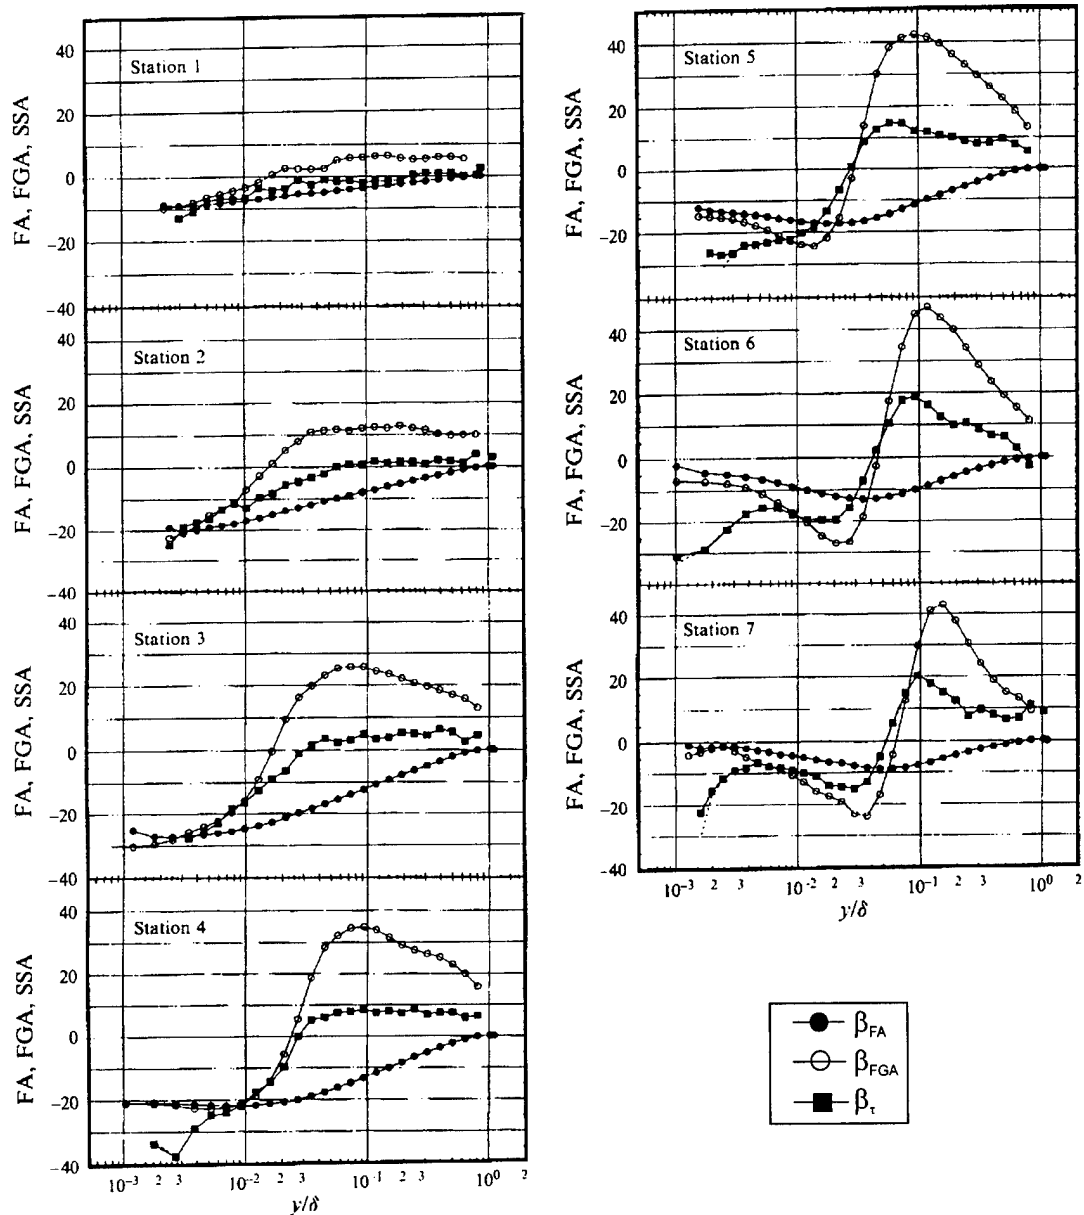 FA, FGA, SSA
40
20
0
−20
−40
Station 1
FA, FGA, SSA
40
20
0
−20
−40
Station 2
FA, FGA, SSA
40
20
0
−20
−40
Station 3
FA, FGA, SSA
40
20
0
−20
−40
Station 4
10⁻³ 2 3 10⁻² 2 3 10⁻¹ 2 3 10⁰ 2
y/δ
FA, FGA, SSA
40
20
0
−20
Station 5
FA, FGA, SSA
40
20
0
−20
Station 6
FA, FGA, SSA
40
20
0
−20
−40
Station 7
10⁻³ 2 3 10⁻² 2 3 10⁻¹ 2 3 10⁰ 2
y/δ
β_FA
β_FGA
β_τ